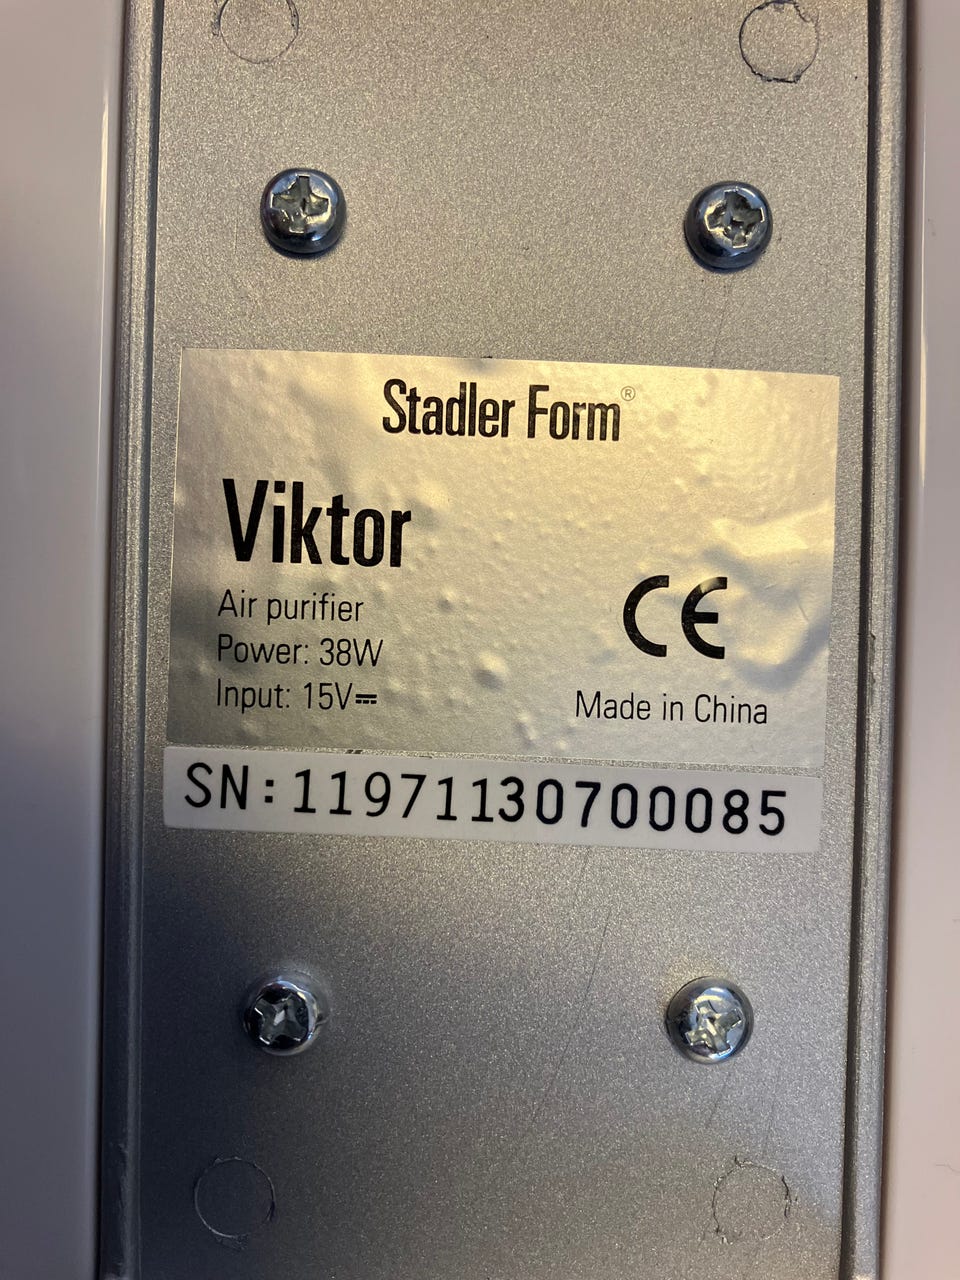 Stadler Form®
Viktor
Air purifier
Power: 38W
Input: 15V⎓
CE
Made in China
SN:11971130700085